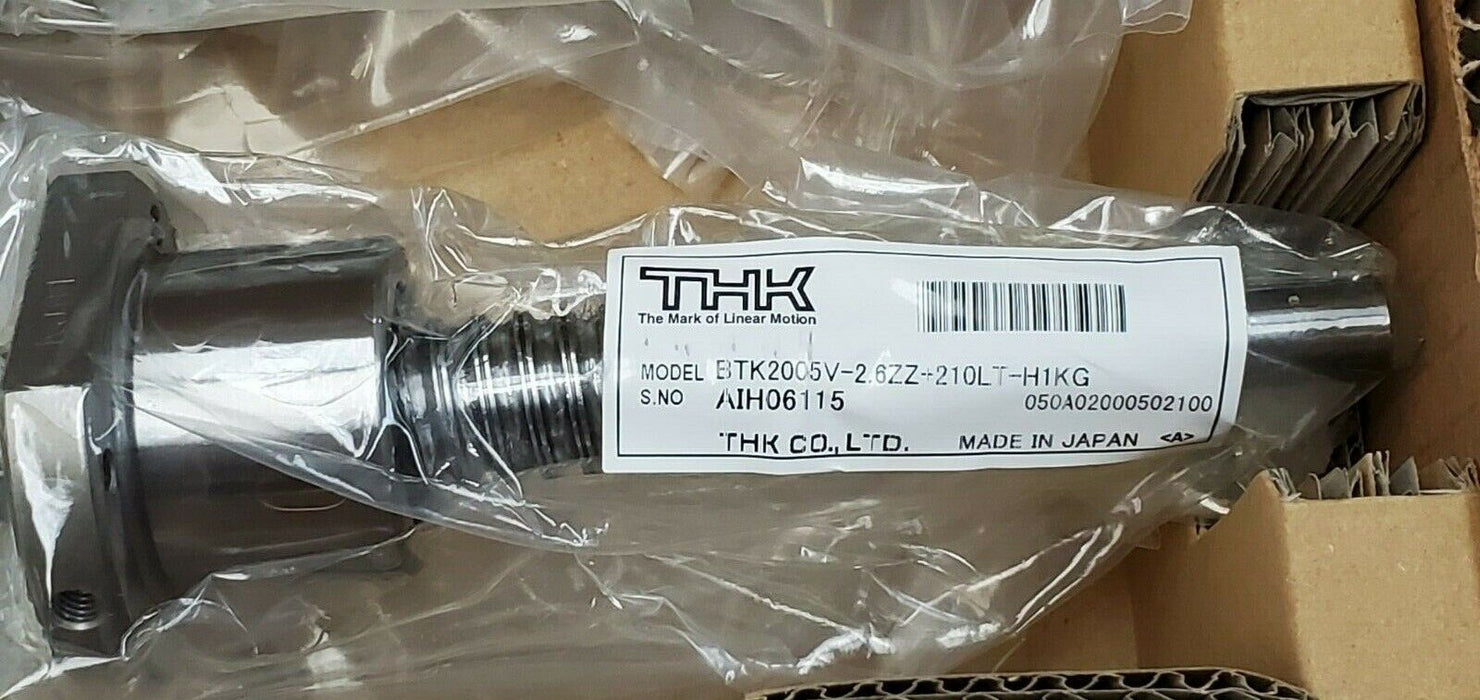 THK
The Mark of Linear Motion
MODEL BTK2005V-2.6ZZ+210LT-H1KG
S.NO AIH06115 050A02000502100
THK CO., LTD. MADE IN JAPAN <A>